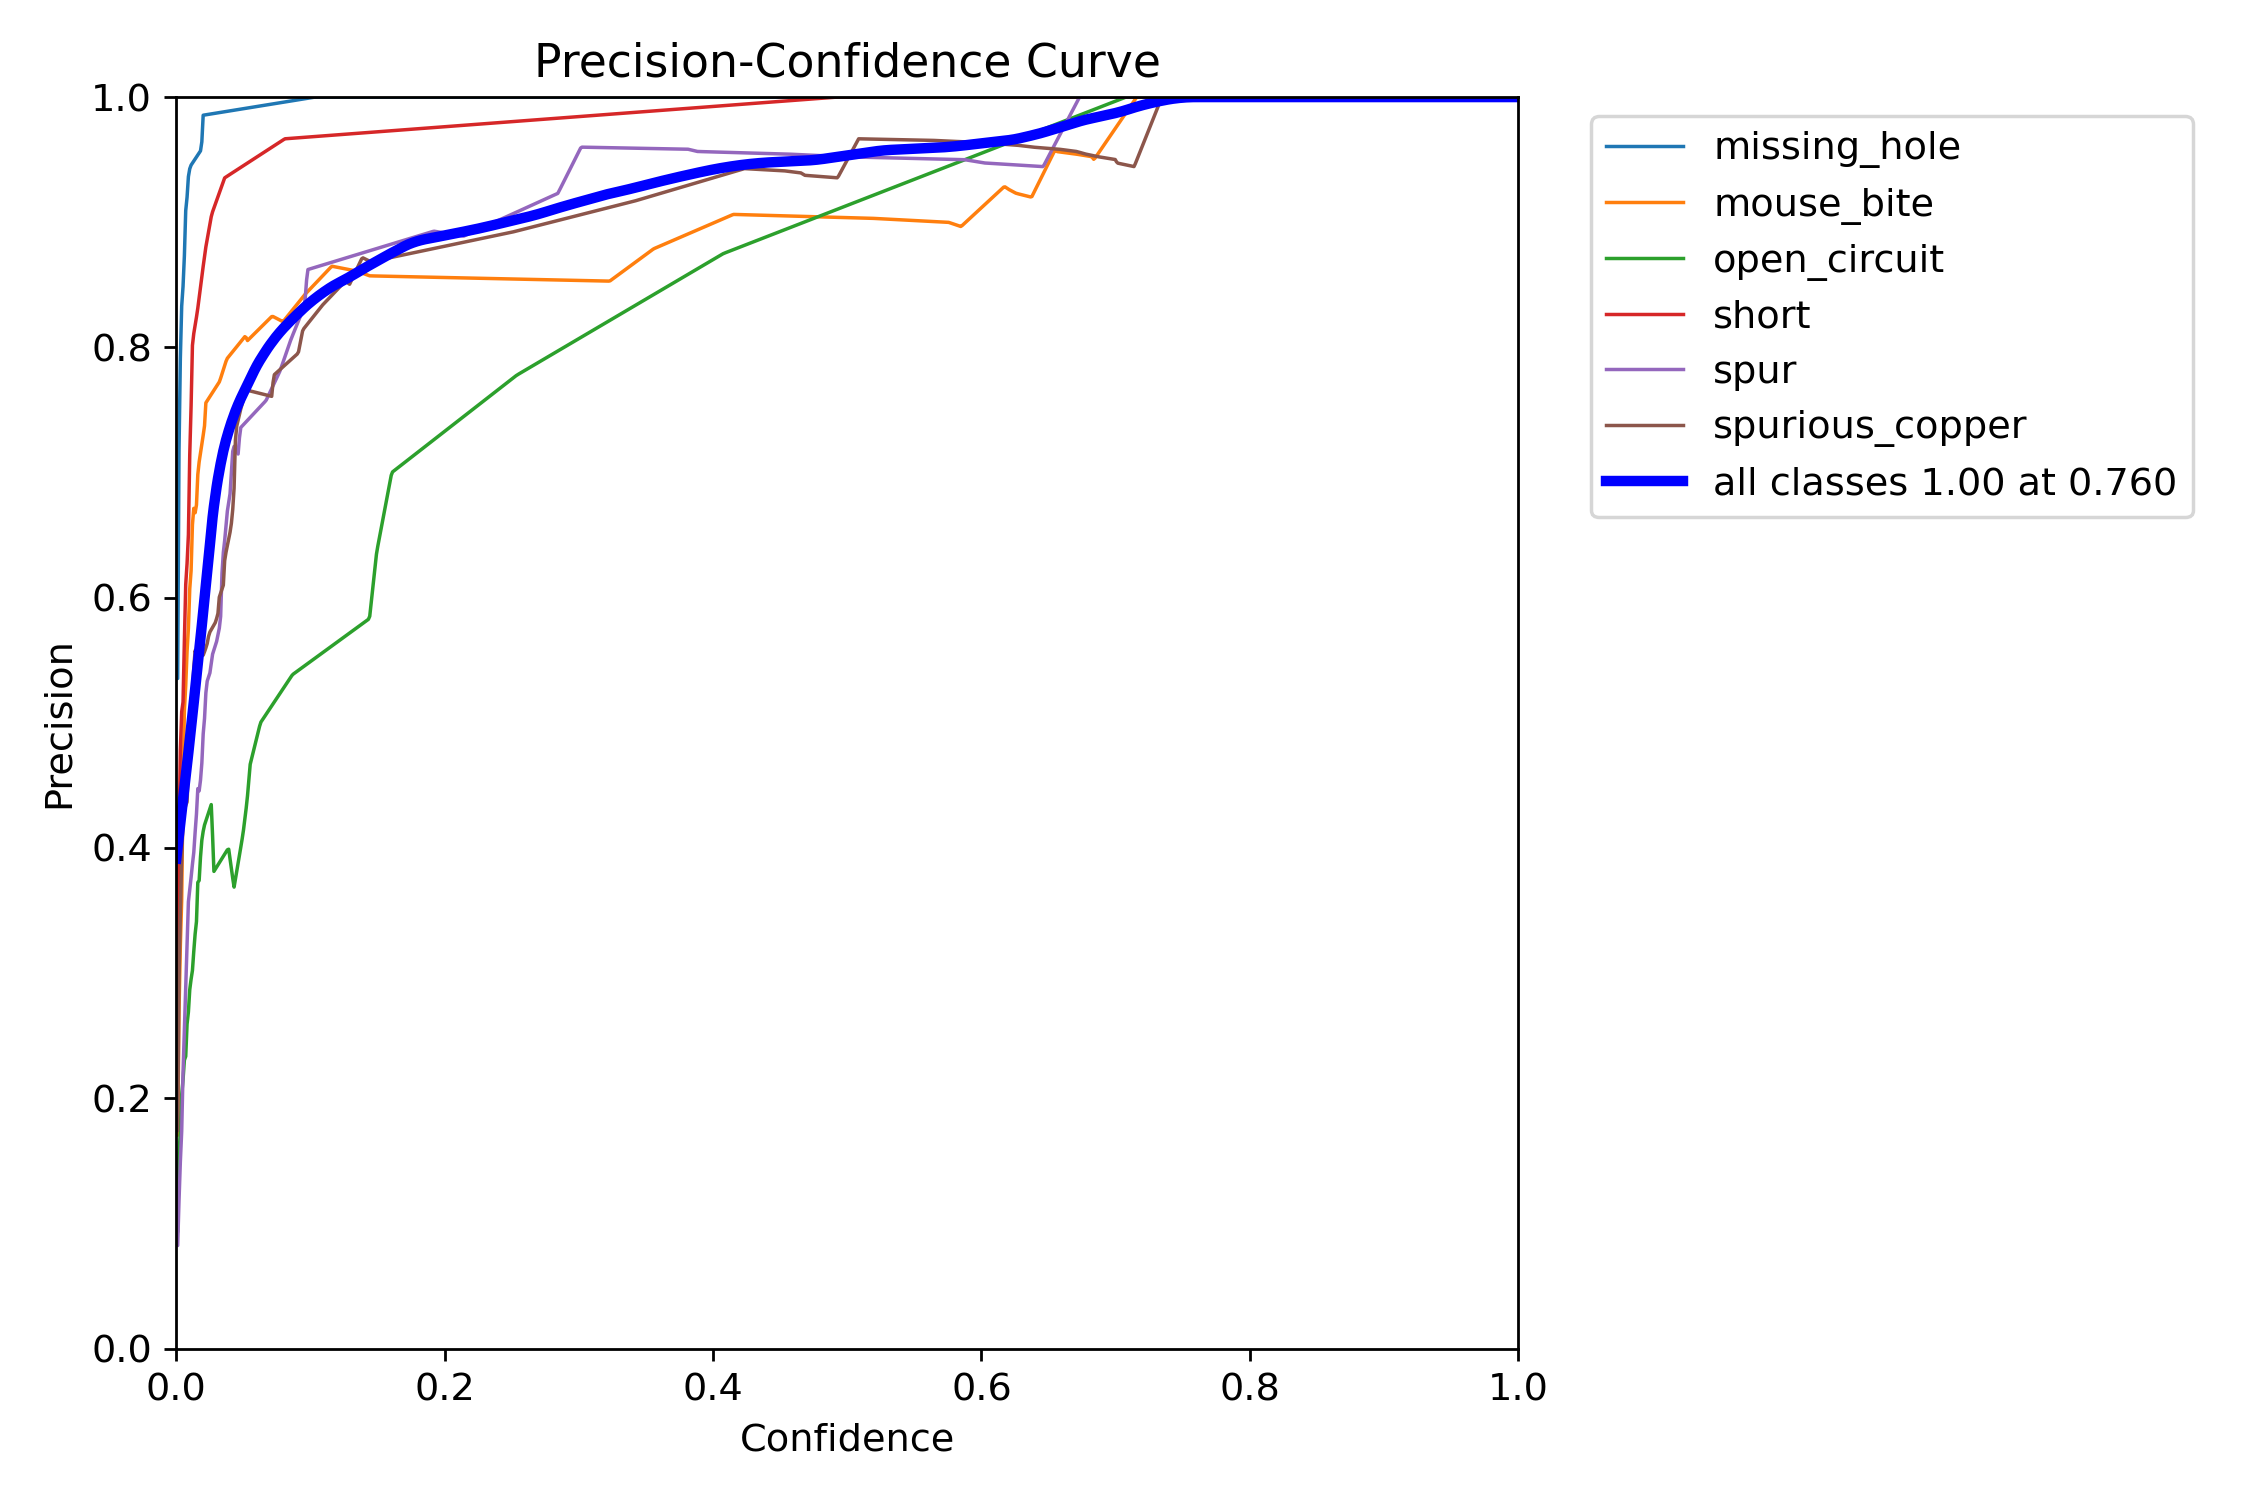 Precision-Confidence Curve
1.0
0.8
0.6
0.4
0.2
0.0
Precision
0.0 0.2 0.4 0.6 0.8 1.0
Confidence
missing_hole
mouse_bite
open_circuit
short
spur
spurious_copper
all classes 1.00 at 0.760